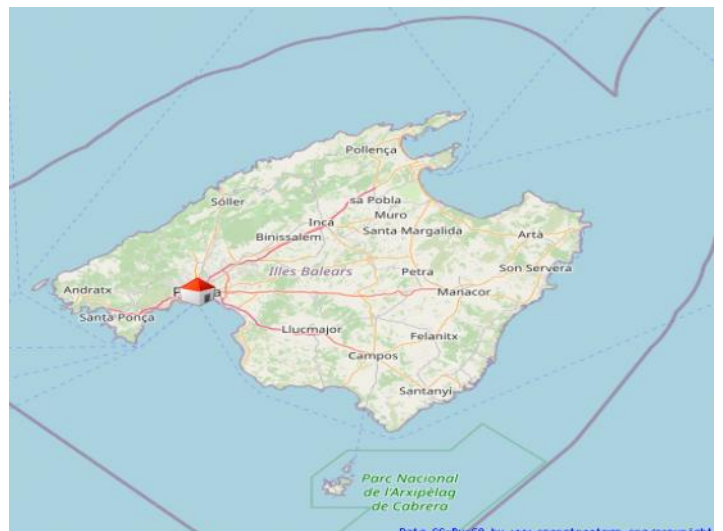 Pollença
sa Pobla
Sóller
Muro
Inca
Santa Margalida
Binissalem
Artà
Illes Balears
Petra
Son Servera
Andratx
Manacor
Santa Ponça
Llucmajor
Felanitx
Campos
Santanyí
Parc Nacional
de l'Arxipèlag
de Cabrera